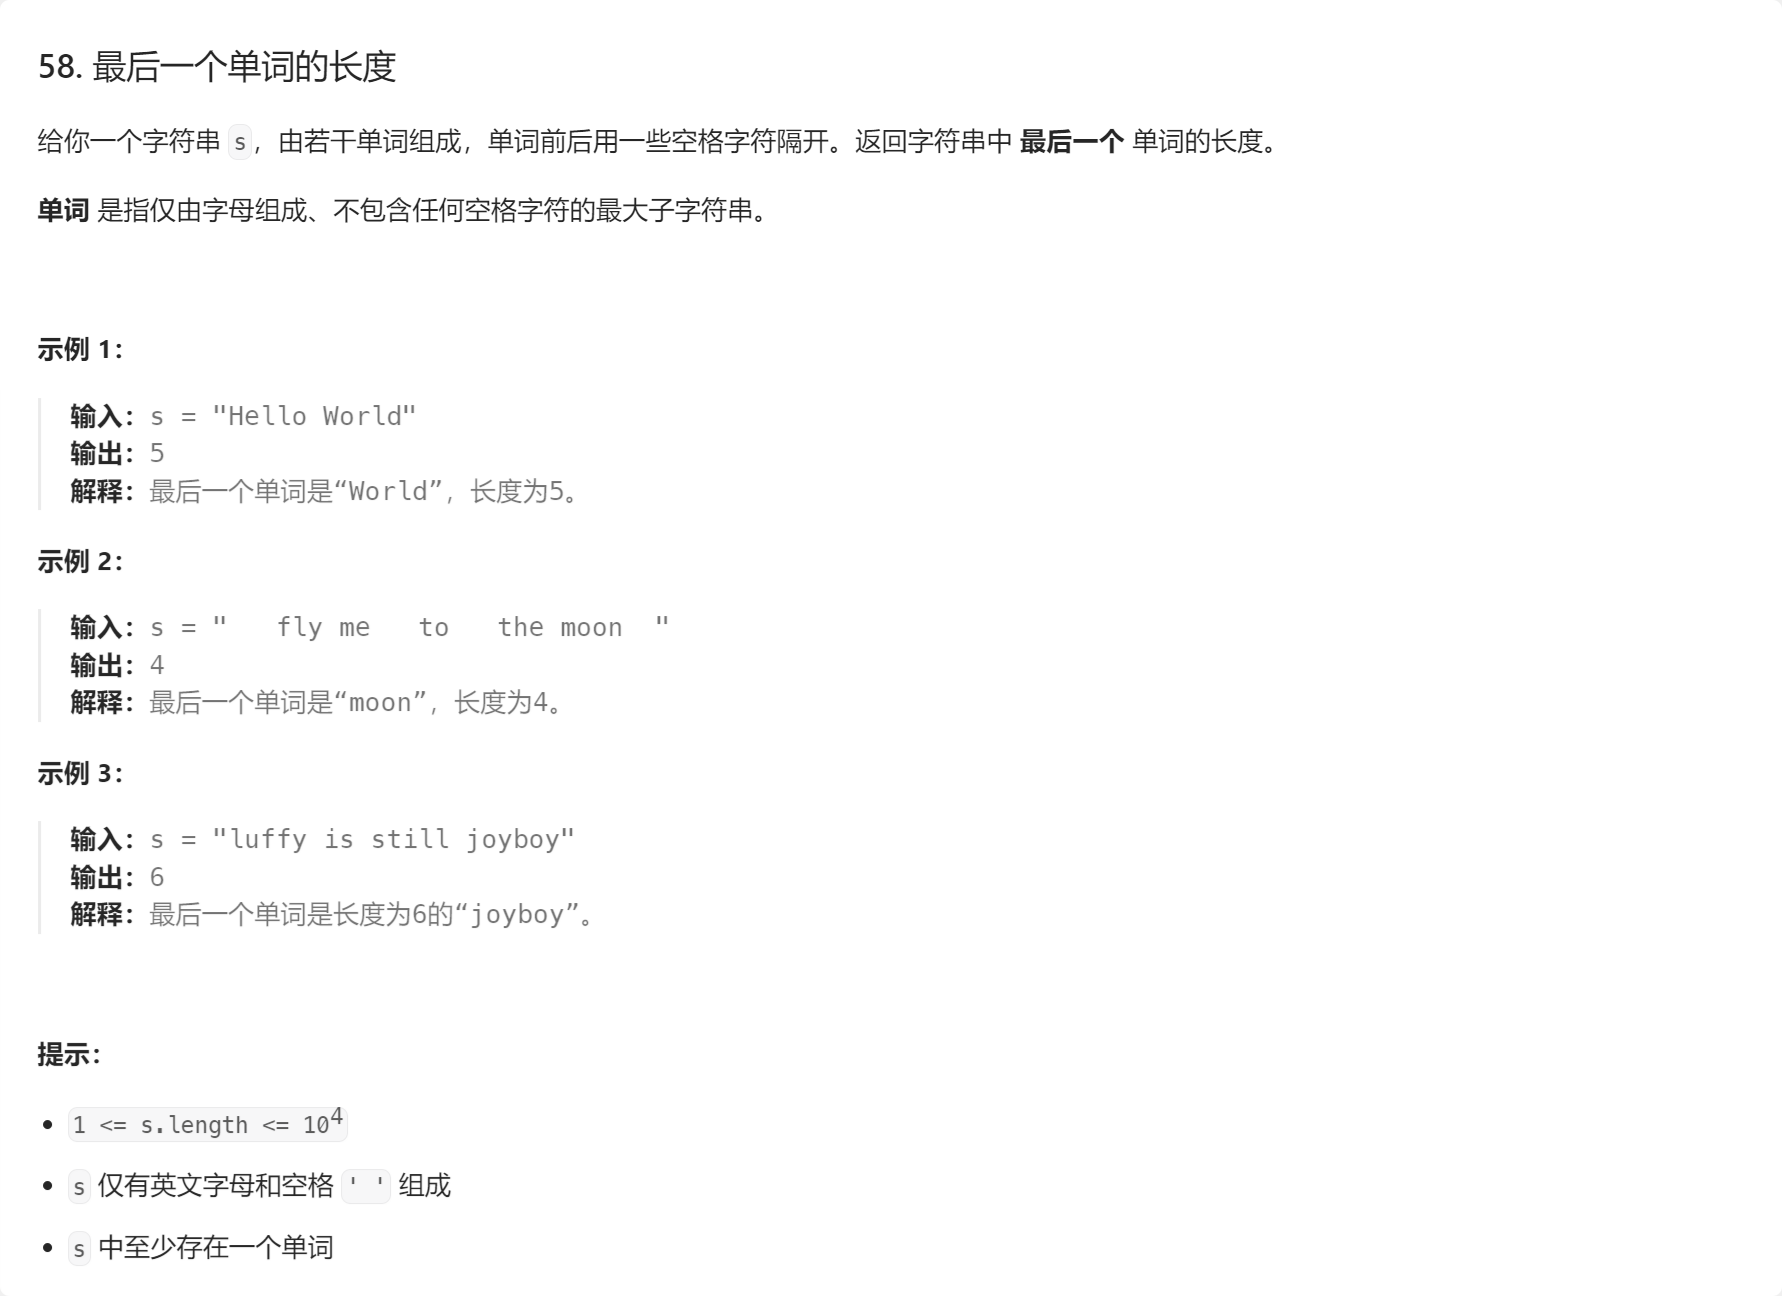 58. 最后一个单词的长度
给你一个字符串 s，由若干单词组成，单词前后用一些空格字符隔开。返回字符串中 最后一个 单词的长度。
单词 是指仅由字母组成、不包含任何空格字符的最大子字符串。
示例 1：
输入：s = "Hello World"
输出：5
解释：最后一个单词是“World”，长度为5。
示例 2：
输入：s = "   fly me   to   the moon  "
输出：4
解释：最后一个单词是“moon”，长度为4。
示例 3：
输入：s = "luffy is still joyboy"
输出：6
解释：最后一个单词是长度为6的“joyboy”。
提示：
• 1 <= s.length <= 10⁴
• s 仅有英文字母和空格 ' ' 组成
• s 中至少存在一个单词